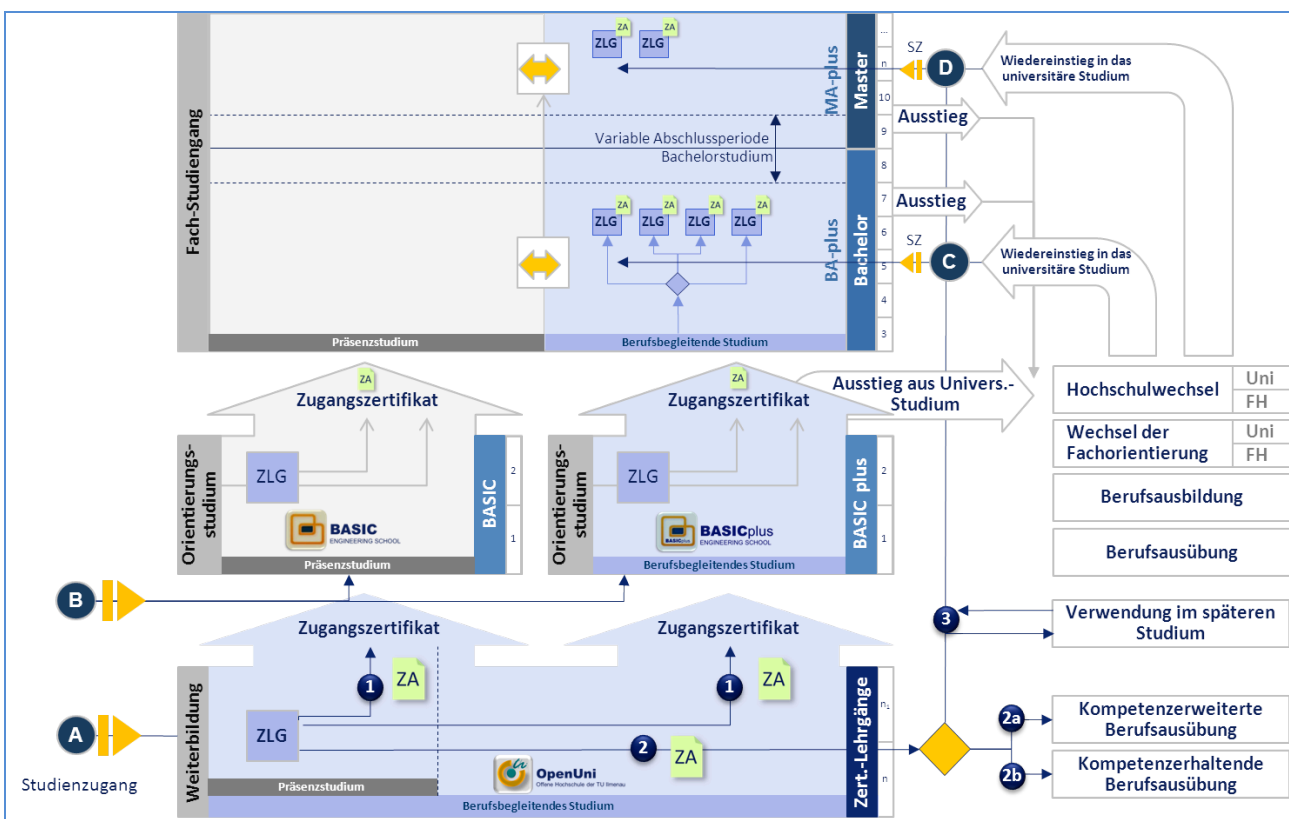 Fach-Studiengang
ZLG
ZA
ZLG
ZA
MA-plus
Master
...
n
10
9
SZ
D
Wiedereinstieg in das
universitäre Studium
Ausstieg
Variable Abschlussperiode
Bachelorstudium
ZLG
ZA
ZLG
ZA
ZLG
ZA
ZLG
ZA
BA-plus
Bachelor
8
7
6
5
4
3
Ausstieg
SZ
C
Wiedereinstieg in das
universitäre Studium
Präsenzstudium
Berufsbegleitende Studium
ZA
Zugangszertifikat
ZA
Zugangszertifikat
Ausstieg aus Univers.-
Studium
Hochschulwechsel
Uni
FH
Wechsel der
Fachorientierung
Uni
FH
Berufsausbildung
Berufsausübung
Orientierungs-
studium
ZLG
BASIC
ENGINEERING SCHOOL
Präsenzstudium
BASIC
2
1
Orientierungs-
studium
ZLG
BASICplus
BASICplus
ENGINEERING SCHOOL
Berufsbegleitendes Studium
BASIC plus
2
1
B
Zugangszertifikat
Zugangszertifikat
3
Verwendung im späteren
Studium
A
Studienzugang
Weiterbildung
ZLG
1
ZA
1
ZA
2
ZA
OpenUni
Offene Hochschule der TU Ilmenau
Präsenzstudium
Berufsbegleitendes Studium
Zert.-Lehrgänge
n
2a
Kompetenzerweiterte
Berufsausübung
2b
Kompetenzerhaltende
Berufsausübung